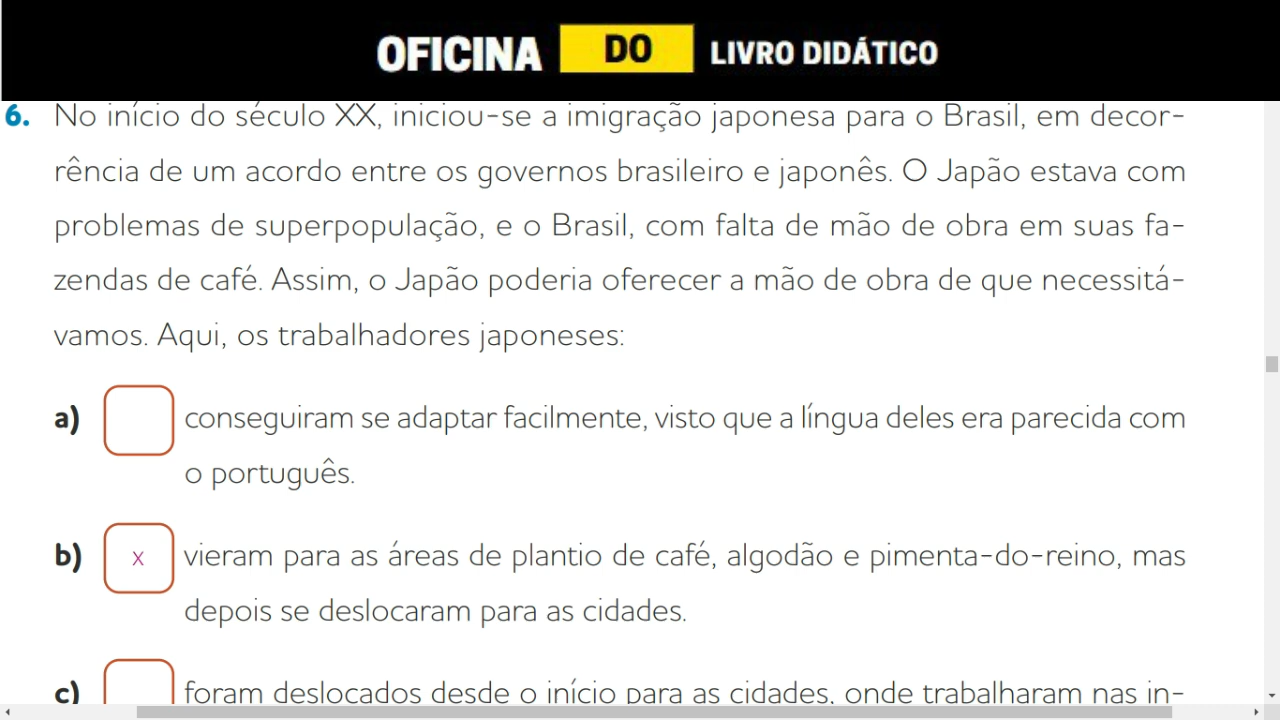 OFICINA DO LIVRO DIDÁTICO
6. No início do século XX, iniciou-se a imigração japonesa para o Brasil, em decor-
rência de um acordo entre os governos brasileiro e japonês. O Japão estava com
problemas de superpopulação, e o Brasil, com falta de mão de obra em suas fa-
zendas de café. Assim, o Japão poderia oferecer a mão de obra de que necessitá-
vamos. Aqui, os trabalhadores japoneses:
a) conseguiram se adaptar facilmente, visto que a língua deles era parecida com
o português.
b) x vieram para as áreas de plantio de café, algodão e pimenta-do-reino, mas
depois se deslocaram para as cidades.
c) foram deslocados desde o início para as cidades, onde trabalharam nas in-